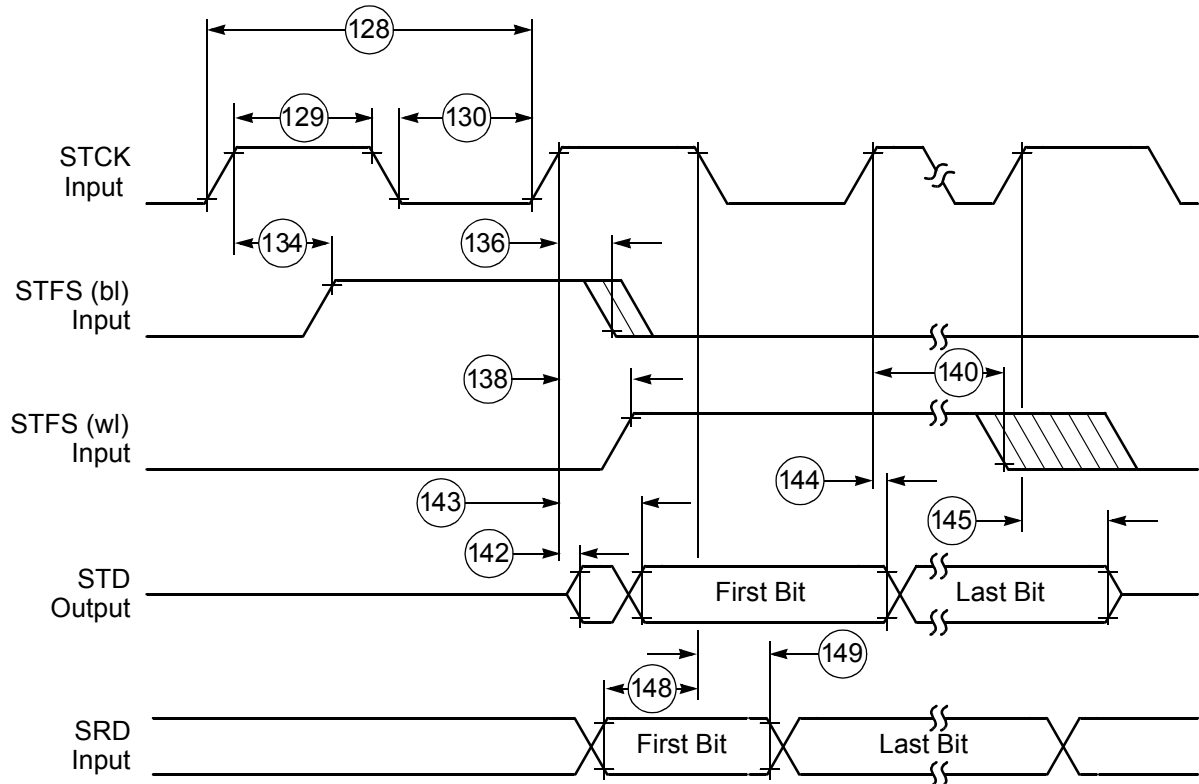 128
129
130
STCK
Input
134
136
STFS (bl)
Input
138
140
STFS (wl)
Input
143
144
145
142
STD
Output
First Bit
Last Bit
149
148
SRD
Input
First Bit
Last Bit